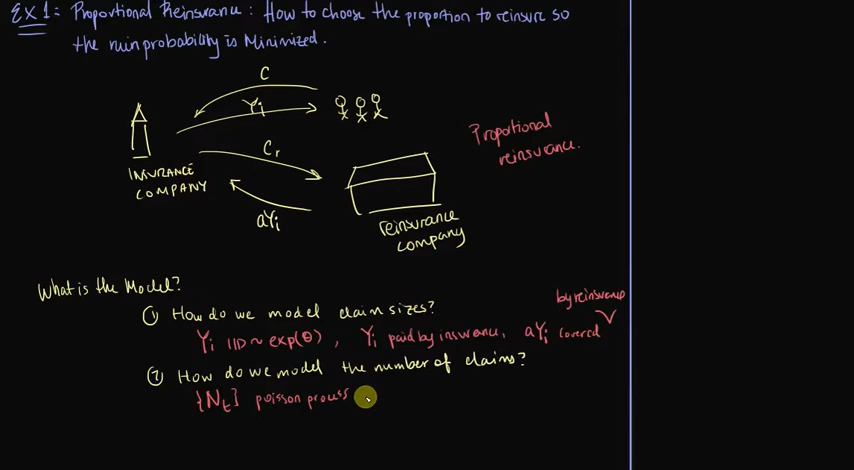 EX1: Proportional Reinsurance: How to choose the proportion to reinsure so
the ruin probability is Minimized.
C
Yi
INSURANCE
COMPANY
Cr
aYi
reinsurance
company
Proportional
reinsurance.
What is the Model?
① How do we model claim sizes?
by reinsurance
Yi IID ~ exp(θ), Yi paid by insurance, aYi covered
② How do we model the number of claims?
{Nt} poisson process